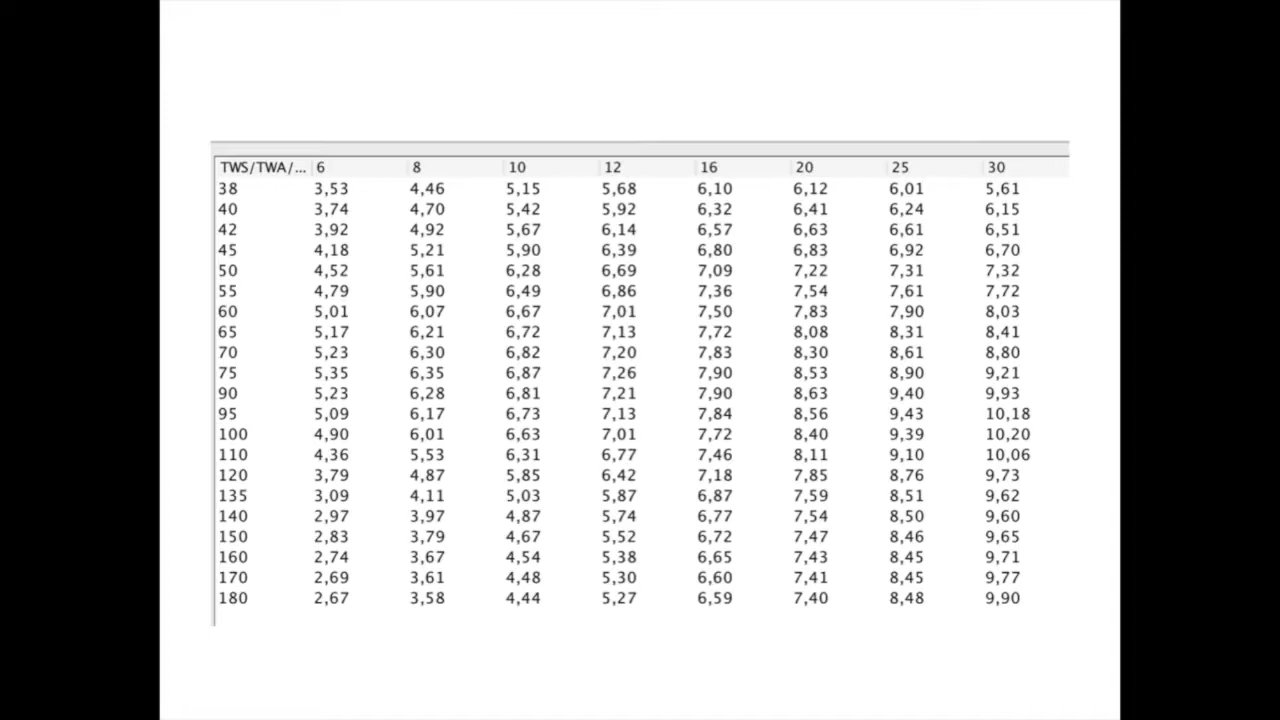 TWS/TWA/... 6 8 10 12 16 20 25 30
38 3,53 4,46 5,15 5,68 6,10 6,12 6,01 5,61
40 3,74 4,70 5,42 5,92 6,32 6,41 6,24 6,15
42 3,92 4,92 5,67 6,14 6,57 6,63 6,61 6,51
45 4,18 5,21 5,90 6,39 6,80 6,83 6,92 6,70
50 4,52 5,61 6,28 6,69 7,09 7,22 7,31 7,32
55 4,79 5,90 6,49 6,86 7,36 7,54 7,61 7,72
60 5,01 6,07 6,67 7,01 7,50 7,83 7,90 8,03
65 5,17 6,21 6,72 7,13 7,72 8,08 8,31 8,41
70 5,23 6,30 6,82 7,20 7,83 8,30 8,61 8,80
75 5,35 6,35 6,87 7,26 7,90 8,53 8,90 9,21
90 5,23 6,28 6,81 7,21 7,90 8,63 9,40 9,93
95 5,09 6,17 6,73 7,13 7,84 8,56 9,43 10,18
100 4,90 6,01 6,63 7,01 7,72 8,40 9,39 10,20
110 4,36 5,53 6,31 6,77 7,46 8,11 9,10 10,06
120 3,79 4,87 5,85 6,42 7,18 7,85 8,76 9,73
135 3,09 4,11 5,03 5,87 6,87 7,59 8,51 9,62
140 2,97 3,97 4,87 5,74 6,77 7,54 8,50 9,60
150 2,83 3,79 4,67 5,52 6,72 7,47 8,46 9,65
160 2,74 3,67 4,54 5,38 6,65 7,43 8,45 9,71
170 2,69 3,61 4,48 5,30 6,60 7,41 8,45 9,77
180 2,67 3,58 4,44 5,27 6,59 7,40 8,48 9,90